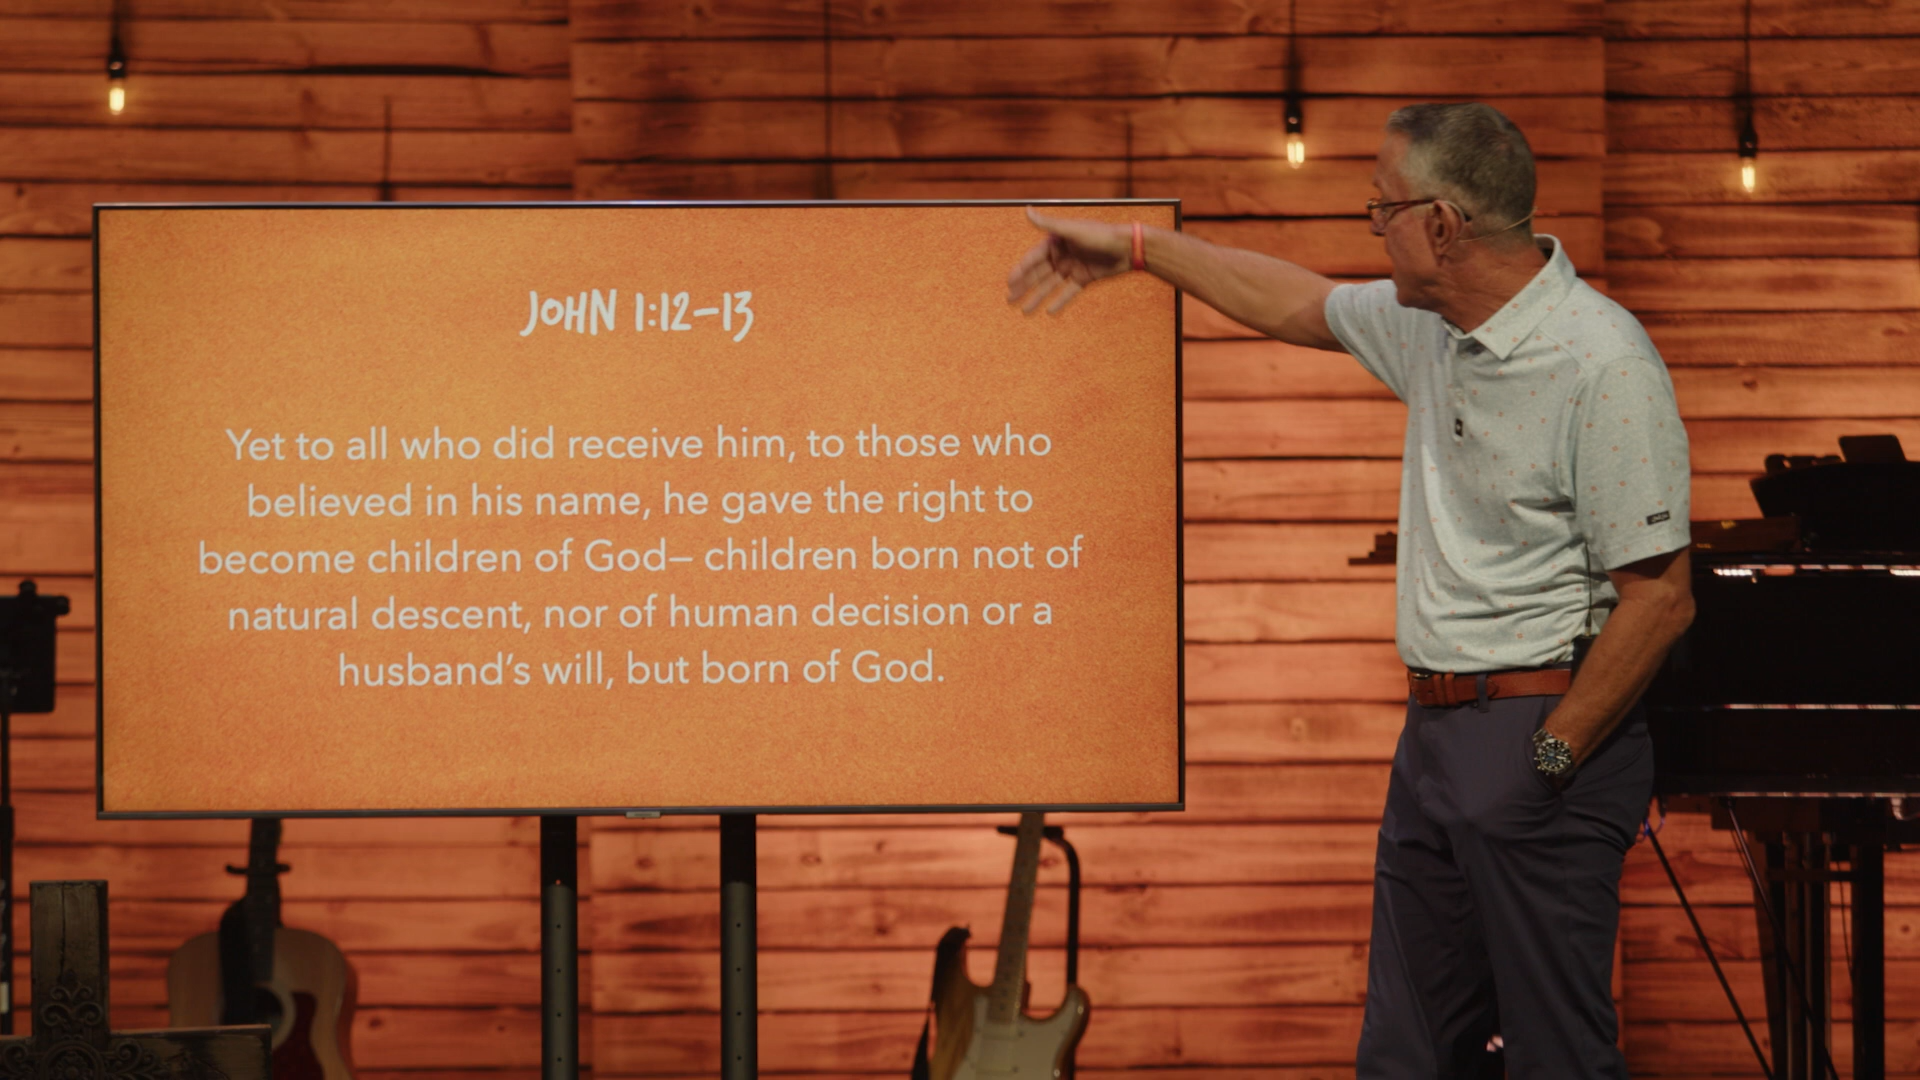 JOHN 1:12–13
Yet to all who did receive him, to those who
believed in his name, he gave the right to
become children of God– children born not of
natural descent, nor of human decision or a
husband’s will, but born of God.